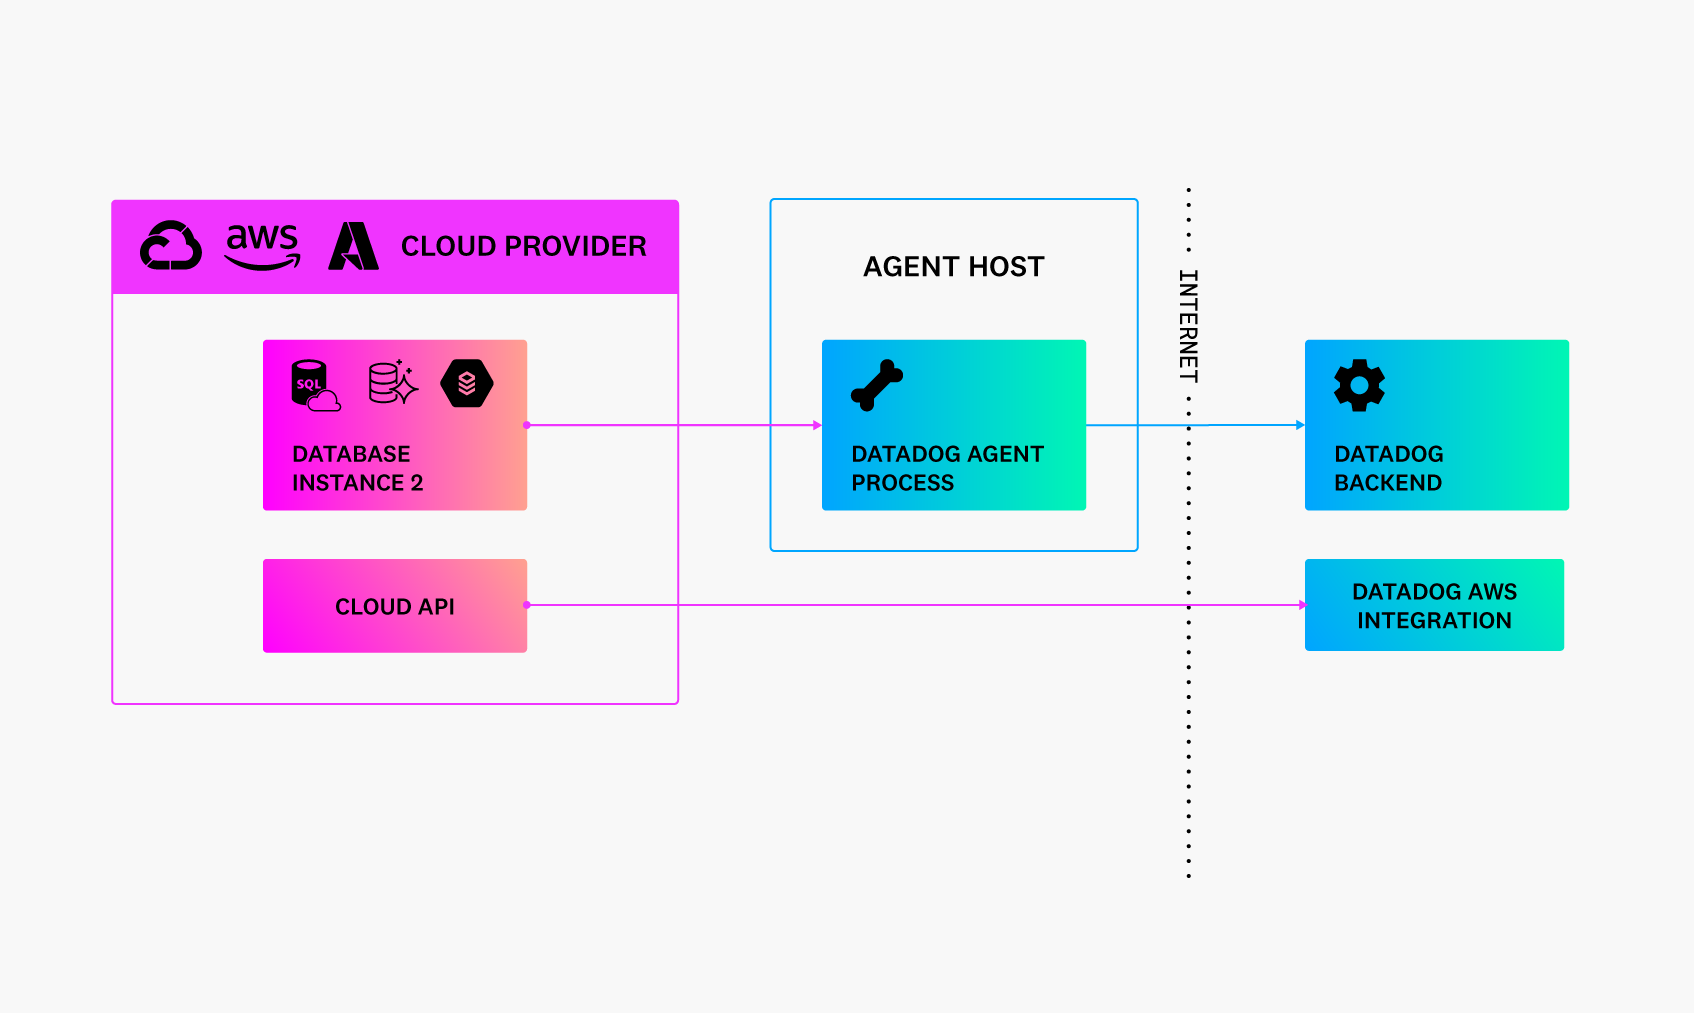 aws
CLOUD PROVIDER
AGENT HOST
INTERNET
SQL
DATABASE
INSTANCE 2
DATADOG AGENT
PROCESS
DATADOG
BACKEND
CLOUD API
DATADOG AWS
INTEGRATION